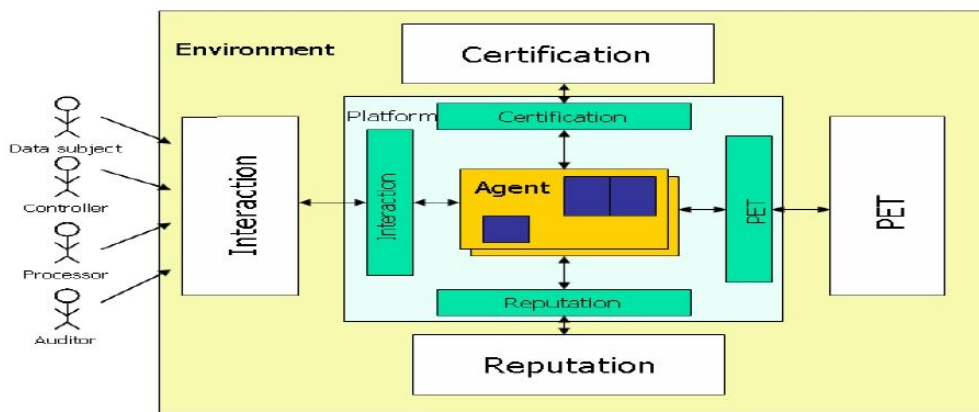 Environment
Certification
Platform
Certification
Data subject
Controller
Processor
Auditor
Interaction
Interaction
Agent
PET
PET
Reputation
Reputation